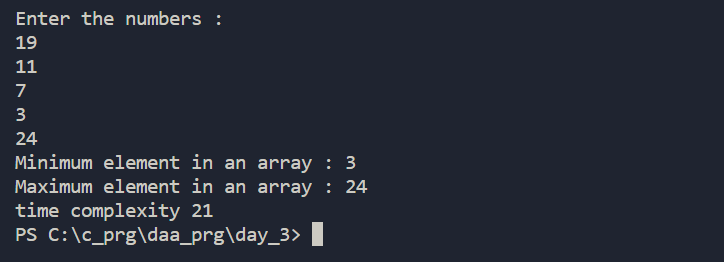 Enter the numbers :
19
11
7
3
24
Minimum element in an array : 3
Maximum element in an array : 24
time complexity 21
PS C:\c_prg\daa_prg\day_3>